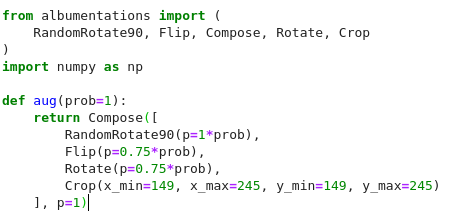 from albumentations import (
    RandomRotate90, Flip, Compose, Rotate, Crop
)
import numpy as np

def aug(prob=1):
    return Compose([
        RandomRotate90(p=1*prob),
        Flip(p=0.75*prob),
        Rotate(p=0.75*prob),
        Crop(x_min=149, x_max=245, y_min=149, y_max=245)
    ], p=1)